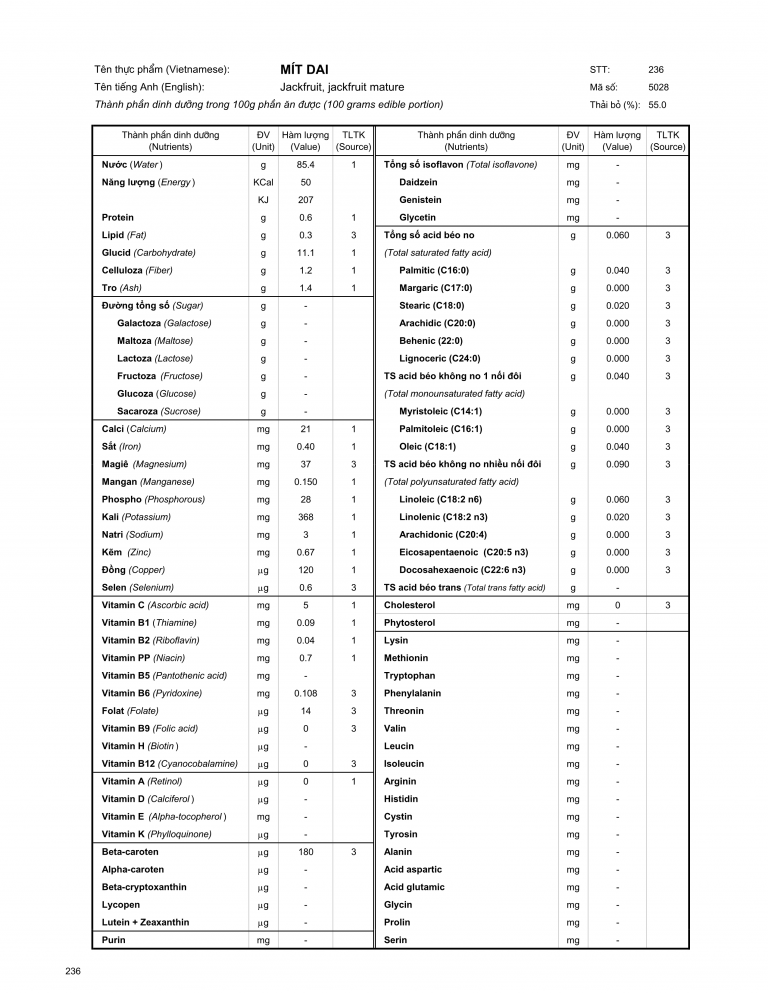 Tên thực phẩm (Vietnamese): MÍT DAI STT: 236
Tên tiếng Anh (English): Jackfruit, jackfruit mature Mã số: 5028
Thành phần dinh dưỡng trong 100g phần ăn được (100 grams edible portion) Thải bỏ (%): 55.0
Thành phần dinh dưỡng ĐV Hàm lượng TLTK Thành phần dinh dưỡng ĐV Hàm lượng TLTK
(Nutrients) (Unit) (Value) (Source) (Nutrients) (Unit) (Value) (Source)
Nước (Water) g 85.4 1 Tổng số isoflavon (Total isoflavone) mg -
Năng lượng (Energy) KCal 50 Daidzein mg -
KJ 207 Genistein mg -
Protein g 0.6 1 Glycetin mg -
Lipid (Fat) g 0.3 3 Tổng số acid béo no g 0.060 3
Glucid (Carbohydrate) g 11.1 1 (Total saturated fatty acid)
Celluloza (Fiber) g 1.2 1 Palmitic (C16:0) g 0.040 3
Tro (Ash) g 1.4 1 Margaric (C17:0) g 0.000 3
Đường tổng số (Sugar) g - Stearic (C18:0) g 0.020 3
Galactoza (Galactose) g - Arachidic (C20:0) g 0.000 3
Maltoza (Maltose) g - Behenic (22:0) g 0.000 3
Lactoza (Lactose) g - Lignoceric (C24:0) g 0.000 3
Fructoza (Fructose) g - TS acid béo không no 1 nối đôi g 0.040 3
Glucoza (Glucose) g - (Total monounsaturated fatty acid)
Sacaroza (Sucrose) g - Myristoleic (C14:1) g 0.000 3
Calci (Calcium) mg 21 1 Palmitoleic (C16:1) g 0.000 3
Sắt (Iron) mg 0.40 1 Oleic (C18:1) g 0.040 3
Magiê (Magnesium) mg 37 3 TS acid béo không no nhiều nối đôi g 0.090 3
Mangan (Manganese) mg 0.150 1 (Total polyunsaturated fatty acid)
Phospho (Phosphorous) mg 28 1 Linoleic (C18:2 n6) g 0.060 3
Kali (Potassium) mg 368 1 Linolenic (C18:2 n3) g 0.020 3
Natri (Sodium) mg 3 1 Arachidonic (C20:4) g 0.000 3
Kẽm (Zinc) mg 0.67 1 Eicosapentaenoic (C20:5 n3) g 0.000 3
Đồng (Copper) μg 120 1 Docosahexaenoic (C22:6 n3) g 0.000 3
Selen (Selenium) μg 0.6 3 TS acid béo trans (Total trans fatty acid) g -
Vitamin C (Ascorbic acid) mg 5 1 Cholesterol mg 0 3
Vitamin B1 (Thiamine) mg 0.09 1 Phytosterol mg -
Vitamin B2 (Riboflavin) mg 0.04 1 Lysin mg -
Vitamin PP (Niacin) mg 0.7 1 Methionin mg -
Vitamin B5 (Pantothenic acid) mg - Tryptophan mg -
Vitamin B6 (Pyridoxine) mg 0.108 3 Phenylalanin mg -
Folat (Folate) μg 14 3 Threonin mg -
Vitamin B9 (Folic acid) μg 0 3 Valin mg -
Vitamin H (Biotin) μg - Leucin mg -
Vitamin B12 (Cyanocobalamine) μg 0 3 Isoleucin mg -
Vitamin A (Retinol) μg 0 1 Arginin mg -
Vitamin D (Calciferol) μg - Histidin mg -
Vitamin E (Alpha-tocopherol) mg - Cystin mg -
Vitamin K (Phylloquinone) μg - Tyrosin mg -
Beta-caroten μg 180 3 Alanin mg -
Alpha-caroten μg - Acid aspartic mg -
Beta-cryptoxanthin μg - Acid glutamic mg -
Lycopen μg - Glycin mg -
Lutein + Zeaxanthin μg - Prolin mg -
Purin mg - Serin mg -
236